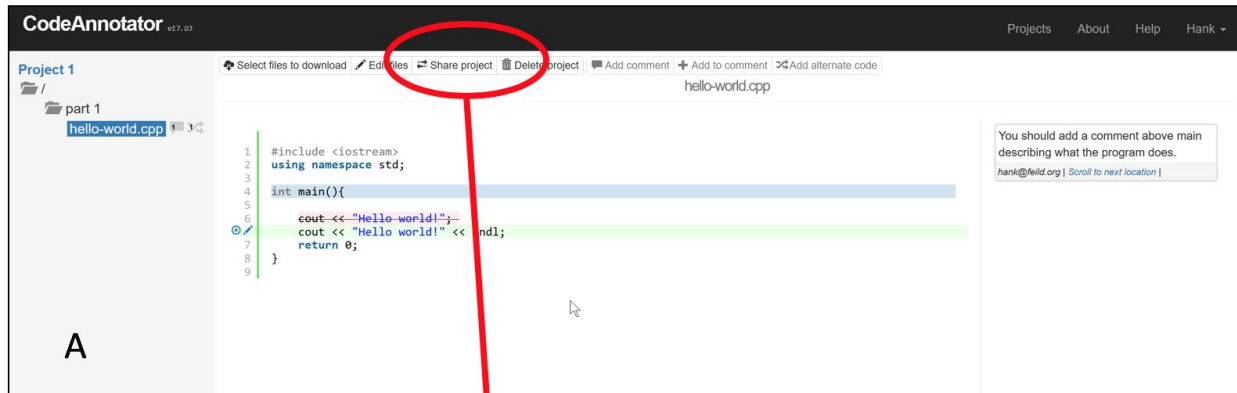 CodeAnnotator v17.03
Projects About Help Hank
Project 1
/
part 1
hello-world.cpp 1 1
Select files to download Edit files Share project Delete project Add comment Add to comment Add alternate code
hello-world.cpp
1 #include <iostream>
2 using namespace std;
3
4 int main(){
5
6 cout << "Hello world!";
cout << "Hello world!" << endl;
7 return 0;
8 }
9
You should add a comment above main
describing what the program does.
hank@feild.org | Scroll to next location |
A